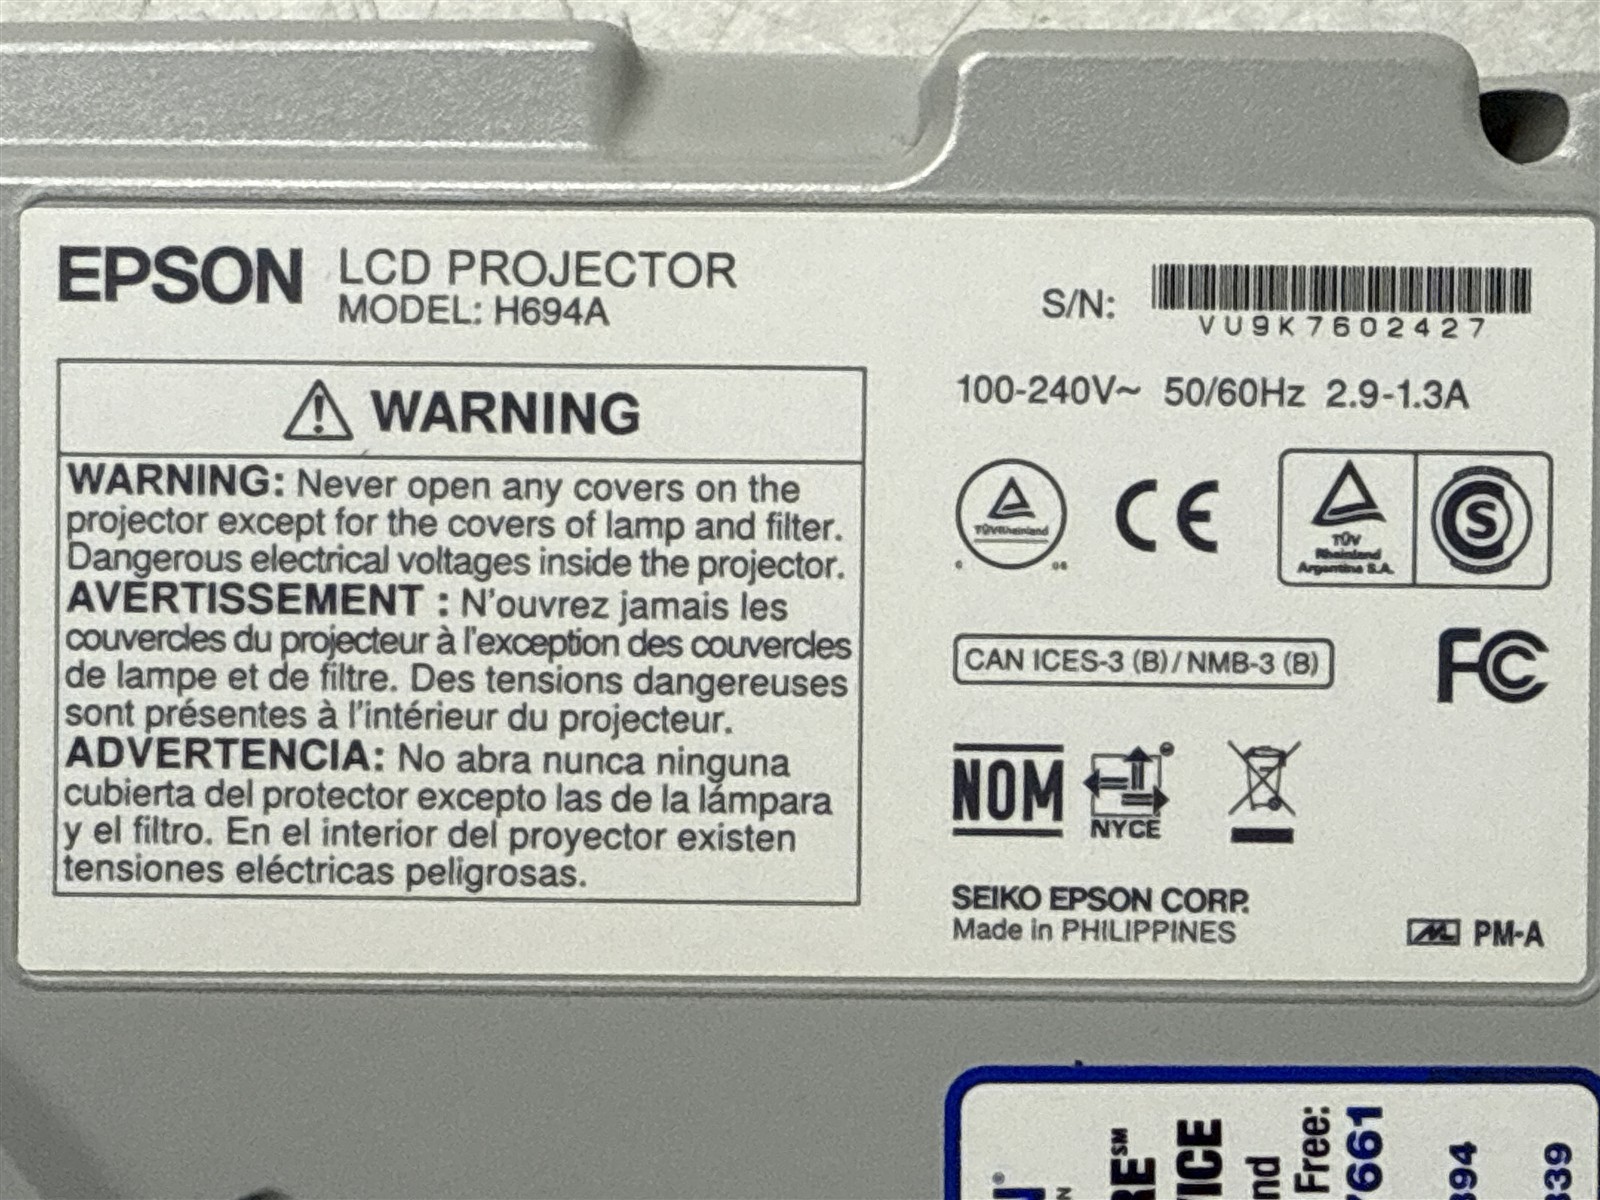 EPSON LCD PROJECTOR
MODEL: H694A
S/N:
VU9K7602427
100-240V~ 50/60Hz 2.9-1.3A
WARNING
WARNING: Never open any covers on the
projector except for the covers of lamp and filter.
Dangerous electrical voltages inside the projector.
AVERTISSEMENT : N'ouvrez jamais les
couvercles du projecteur à l'exception des couvercles
de lampe et de filtre. Des tensions dangereuses
sont présentes à l'intérieur du projecteur.
ADVERTENCIA: No abra nunca ninguna
cubierta del protector excepto las de la lámpara
y el filtro. En el interior del proyector existen
tensiones eléctricas peligrosas.
TÜVRheinland
CE
TÜV
Rheinland
Argentina S.A.
S
CAN ICES-3 (B)/NMB-3 (B)
FC
NOM
NYCE
SEIKO EPSON CORP.
Made in PHILIPPINES
PM-A
Free: